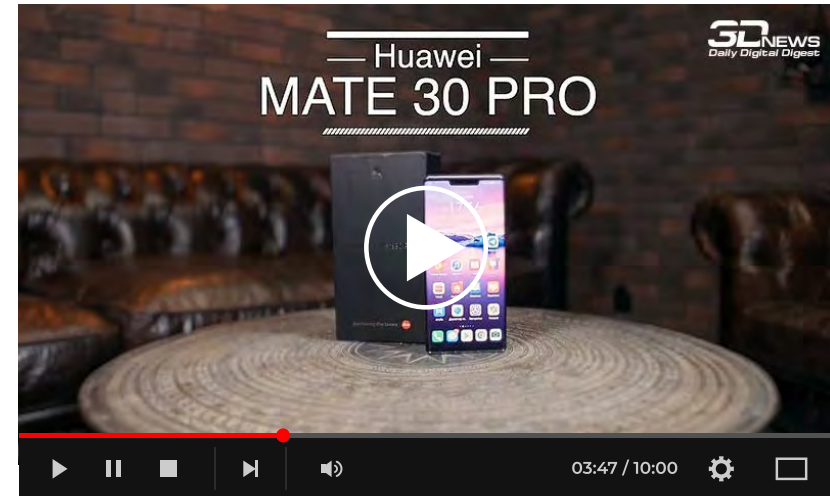 Huawei
MATE 30 PRO
3DNEWS
Daily Digital Digest
03:47 / 10:00